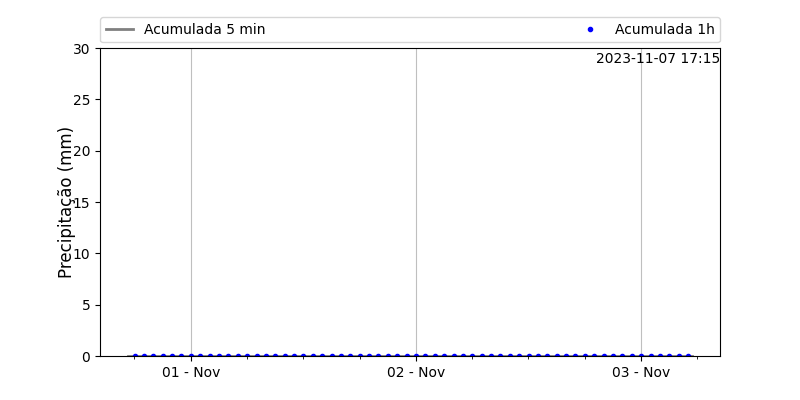 Acumulada 5 min
Acumulada 1h
2023-11-07 17:15
Precipitação (mm)
30
25
20
15
10
5
0
01 - Nov
02 - Nov
03 - Nov